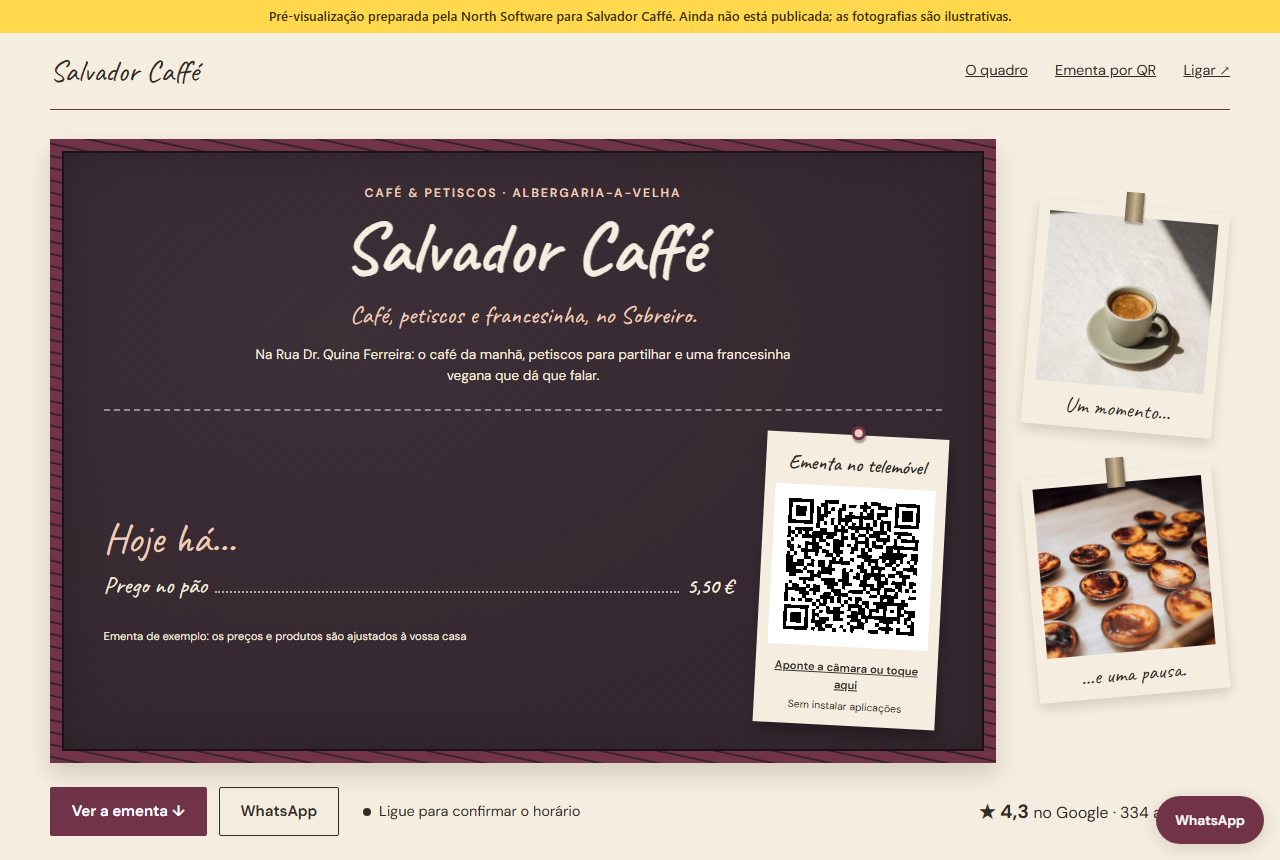 Pré-visualização preparada pela North Software para Salvador Caffé. Ainda não está publicada; as fotografias são ilustrativas.
Salvador Caffé
O quadro
Ementa por QR
Ligar ↗
CAFÉ & PETISCOS · ALBERGARIA-A-VELHA
Salvador Caffé
Café, petiscos e francesinha, no Sobreiro.
Na Rua Dr. Quina Ferreira: o café da manhã, petiscos para partilhar e uma francesinha
vegana que dá que falar.
Hoje há...
Prego no pão 5,50 €
Ementa de exemplo: os preços e produtos são ajustados à vossa casa
Ementa no telemóvel
Aponte a câmara ou toque
aqui
Sem instalar aplicações
Um momento...
...e uma pausa.
Ver a ementa ↓
WhatsApp
Ligue para confirmar o horário
★ 4,3 no Google · 334
WhatsApp